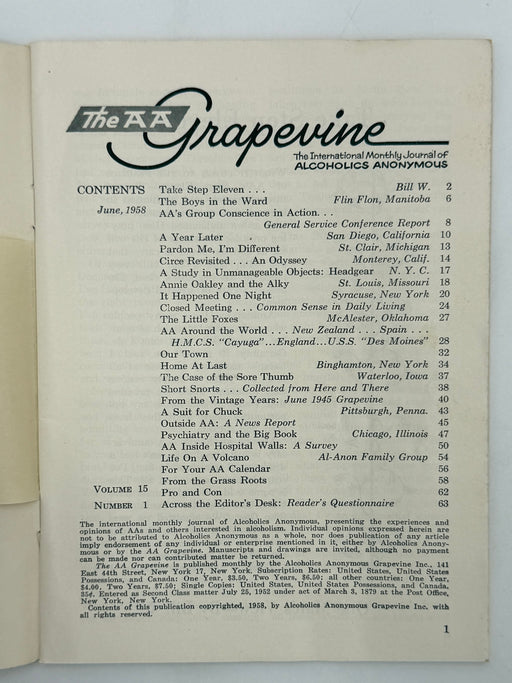 The AA Grapevine
The International Monthly Journal of
ALCOHOLICS ANONYMOUS
CONTENTS
June, 1958
Take Step Eleven . . . Bill W. 2
The Boys in the Ward Flin Flon, Manitoba 6
AA's Group Conscience in Action. . .
General Service Conference Report 8
A Year Later San Diego, California 10
Pardon Me, I'm Different St. Clair, Michigan 13
Circe Revisited . . . An Odyssey Monterey, Calif. 14
A Study in Unmanageable Objects: Headgear N. Y. C. 17
Annie Oakley and the Alky St. Louis, Missouri 18
It Happened One Night Syracuse, New York 20
Closed Meeting . . . Common Sense in Daily Living 24
The Little Foxes McAlester, Oklahoma 27
AA Around the World . . . New Zealand . . . Spain . . .
H.M.C.S. "Cayuga"...England...U.S.S. "Des Moines" 28
Our Town 32
Home At Last Binghamton, New York 34
The Case of the Sore Thumb Waterloo, Iowa 37
Short Snorts . . . Collected from Here and There 38
From the Vintage Years: June 1945 Grapevine 40
A Suit for Chuck Pittsburgh, Penna. 43
Outside AA: A News Report 45
Psychiatry and the Big Book Chicago, Illinois 47
AA Inside Hospital Walls: A Survey 50
Life On A Volcano Al-Anon Family Group 54
For Your AA Calendar 56
From the Grass Roots 58
VOLUME 15 Pro and Con 62
NUMBER 1 Across the Editor's Desk: Reader's Questionnaire 63
The international monthly journal of Alcoholics Anonymous, presenting the experiences and
opinions of AAs and others interested in alcoholism. Individual opinions expressed herein are
not to be attributed to Alcoholics Anonymous as a whole, nor does publication of any article
imply endorsement of any individual or enterprise mentioned in it, either by Alcoholics Anony-
mous or by the AA Grapevine. Manuscripts and drawings are invited, although no payment
can be made nor can contributed matter be returned.
The AA Grapevine is published monthly by the Alcoholics Anonymous Grapevine Inc., 141
East 44th Street, New York 17, New York. Subscription Rates: United States, United States
Possessions, and Canada: One Year, $3.50, Two Years, $6.50; all other countries: One Year,
$4.00, Two Years, $7.50; Single Copies: United States, United States Possessions, and Canada,
35¢. Entered as Second Class matter July 25, 1952 under act of March 3, 1879 at the Post Office,
New York, New York.
Contents of this publication copyrighted, 1958, by Alcoholics Anonymous Grapevine Inc. with
all rights reserved.
1